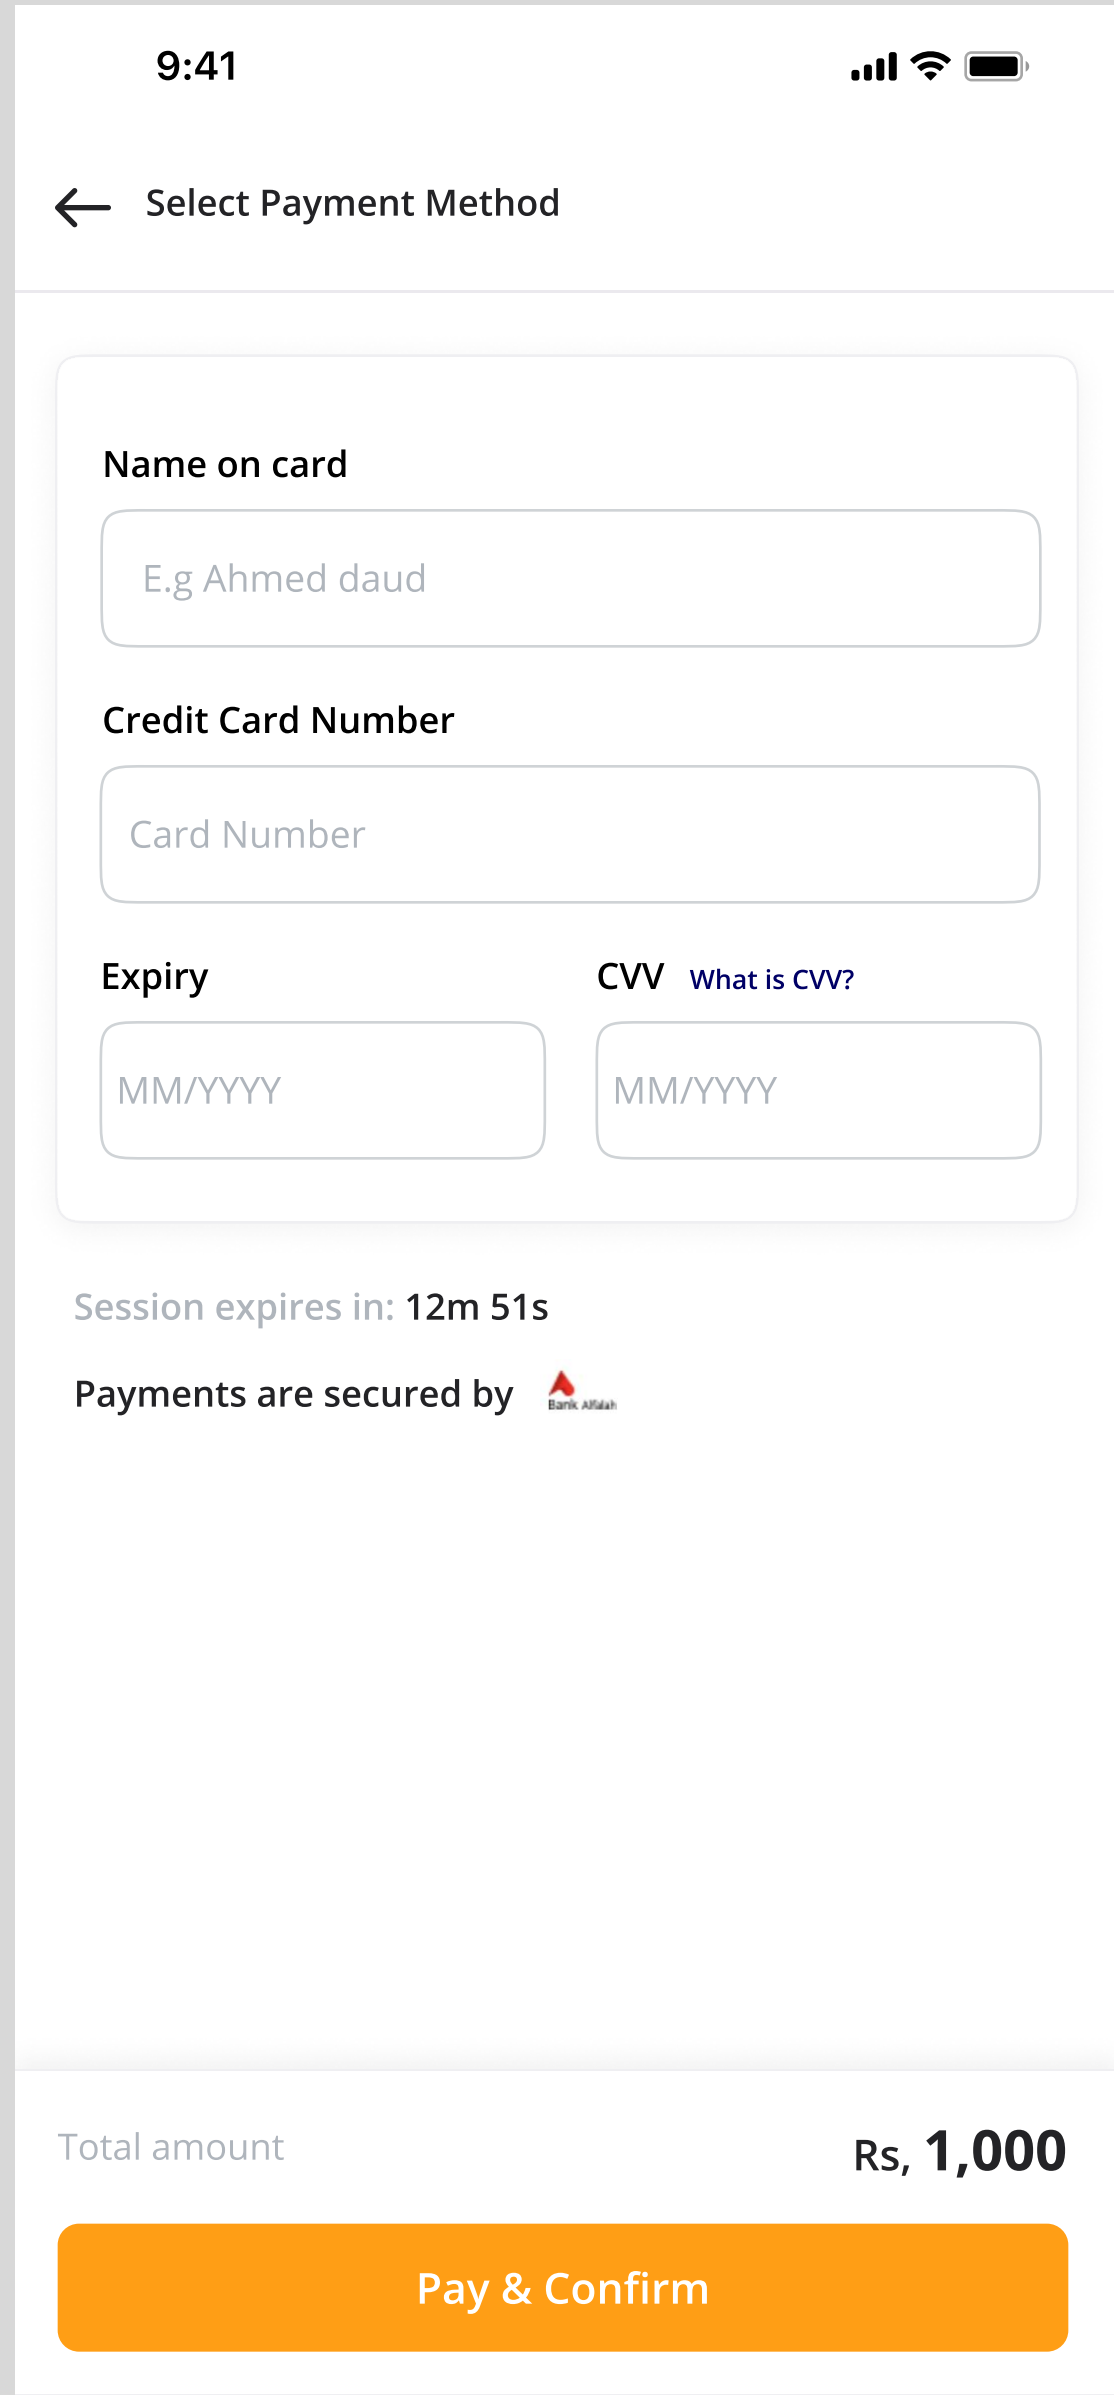 9:41
Select Payment Method
Name on card
E.g Ahmed daud
Credit Card Number
Card Number
Expiry
CVV What is CVV?
MM/YYYY
MM/YYYY
Session expires in: 12m 51s
Payments are secured by Bank Alfalah
Total amount
Rs, 1,000
Pay & Confirm